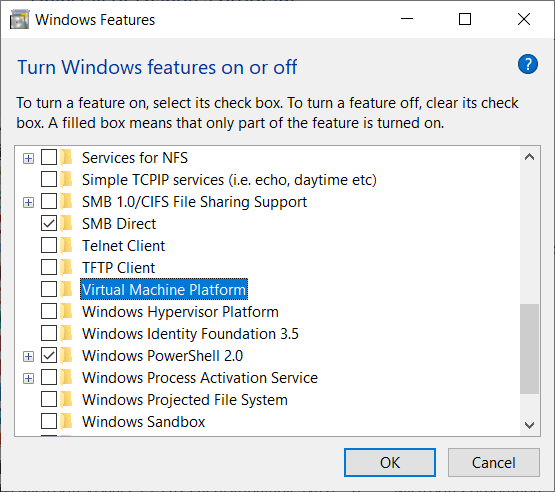 Windows Features
Turn Windows features on or off
?
To turn a feature on, select its check box. To turn a feature off, clear its check
box. A filled box means that only part of the feature is turned on.
Services for NFS
Simple TCPIP services (i.e. echo, daytime etc)
SMB 1.0/CIFS File Sharing Support
SMB Direct
Telnet Client
TFTP Client
Virtual Machine Platform
Windows Hypervisor Platform
Windows Identity Foundation 3.5
Windows PowerShell 2.0
Windows Process Activation Service
Windows Projected File System
Windows Sandbox
OK Cancel